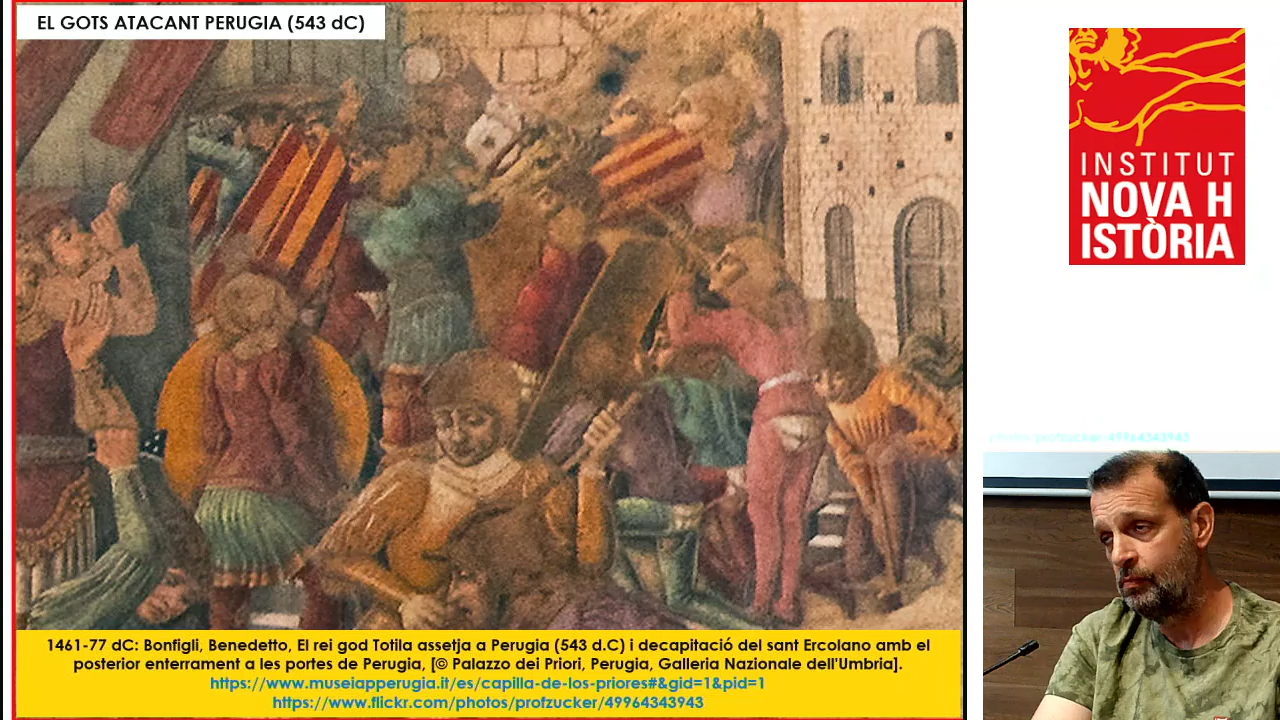 EL GOTS ATACANT PERUGIA (543 dC)
INSTITUT
NOVA H
ISTÒRIA
photo/profzucker-49964343943
1461-77 dC: Bonfigli, Benedetto, El rei god Totila assetja a Perugia (543 d.C) i decapitació del sant Ercolano amb el
posterior enterrament a les portes de Perugia, [© Palazzo dei Priori, Perugia, Galleria Nazionale dell'Umbria].
https://www.museiapperugia.it/es/capilla-de-los-priores#&gid=1&pid=1
https://www.flickr.com/photos/profzucker/49964343943